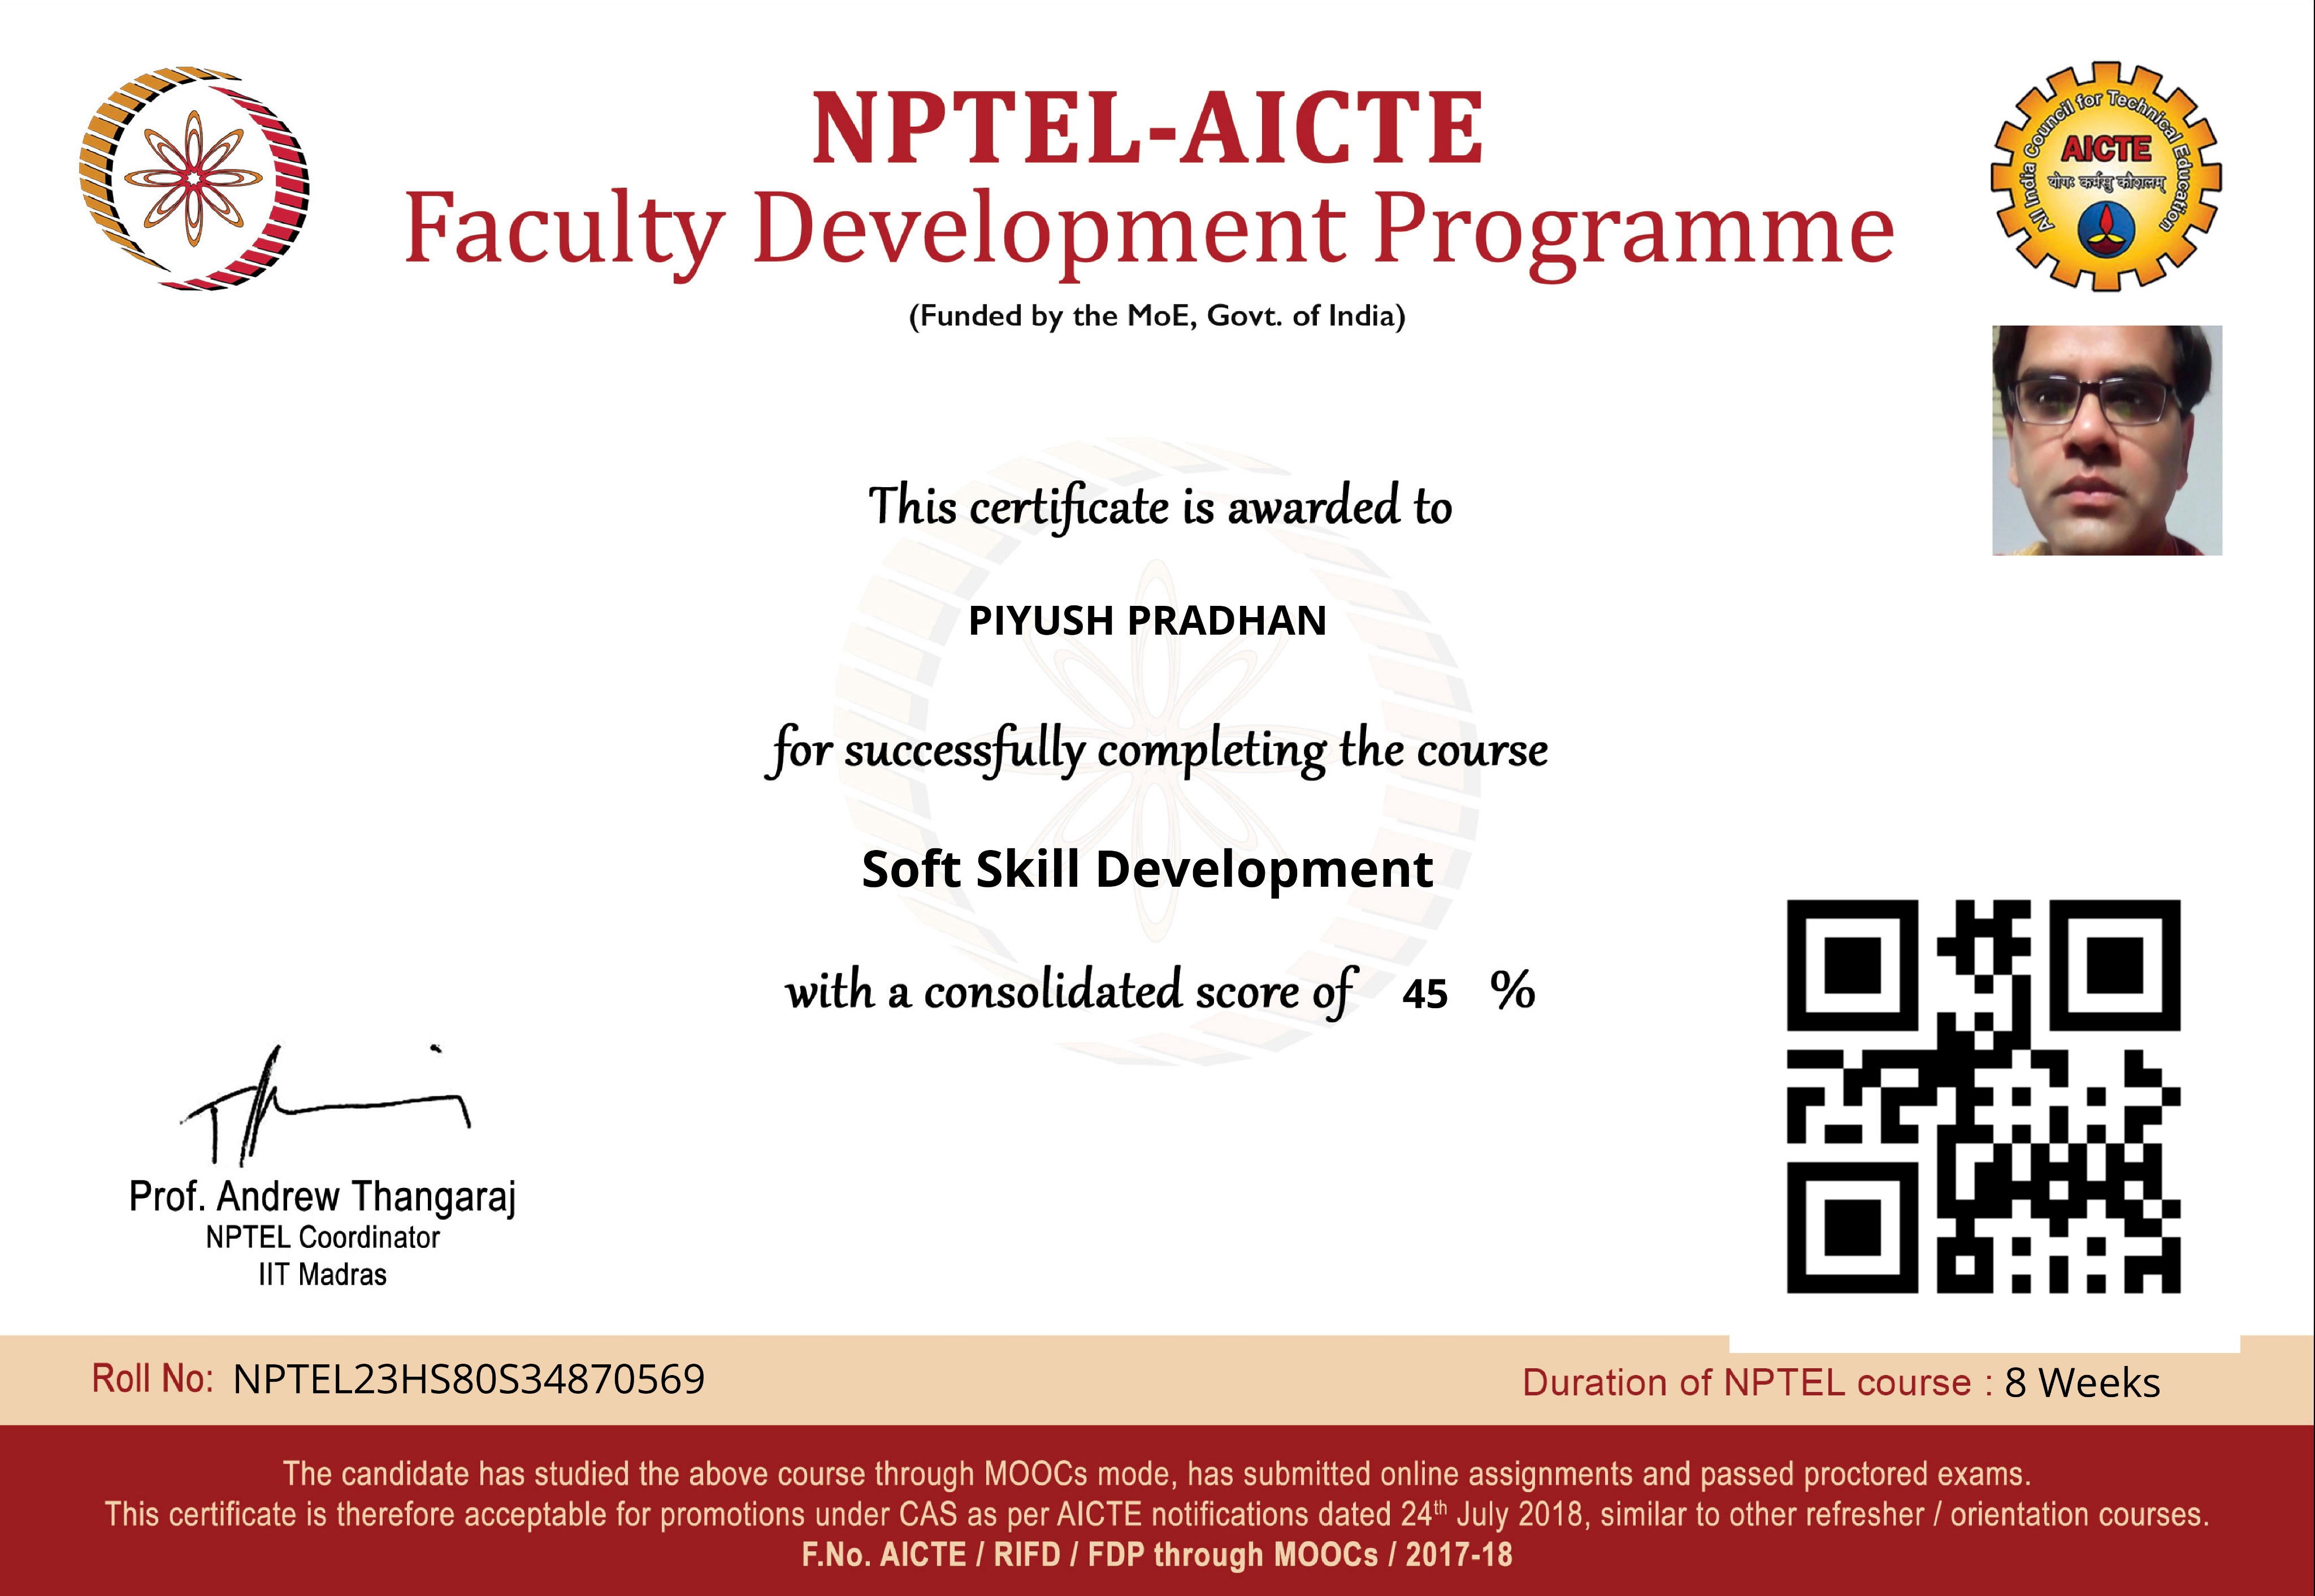 NPTEL-AICTE
Faculty Development Programme
(Funded by the MoE, Govt. of India)
All India Council for Technical Education
AICTE
योगः कर्मसु कौशलम्
This certificate is awarded to
PIYUSH PRADHAN
for successfully completing the course
Soft Skill Development
with a consolidated score of 45 %
Prof. Andrew Thangaraj
NPTEL Coordinator
IIT Madras
Roll No: NPTEL23HS80S34870569
Duration of NPTEL course : 8 Weeks
The candidate has studied the above course through MOOCs mode, has submitted online assignments and passed proctored exams.
This certificate is therefore acceptable for promotions under CAS as per AICTE notifications dated 24th July 2018, similar to other refresher / orientation courses.
F.No. AICTE / RIFD / FDP through MOOCs / 2017-18